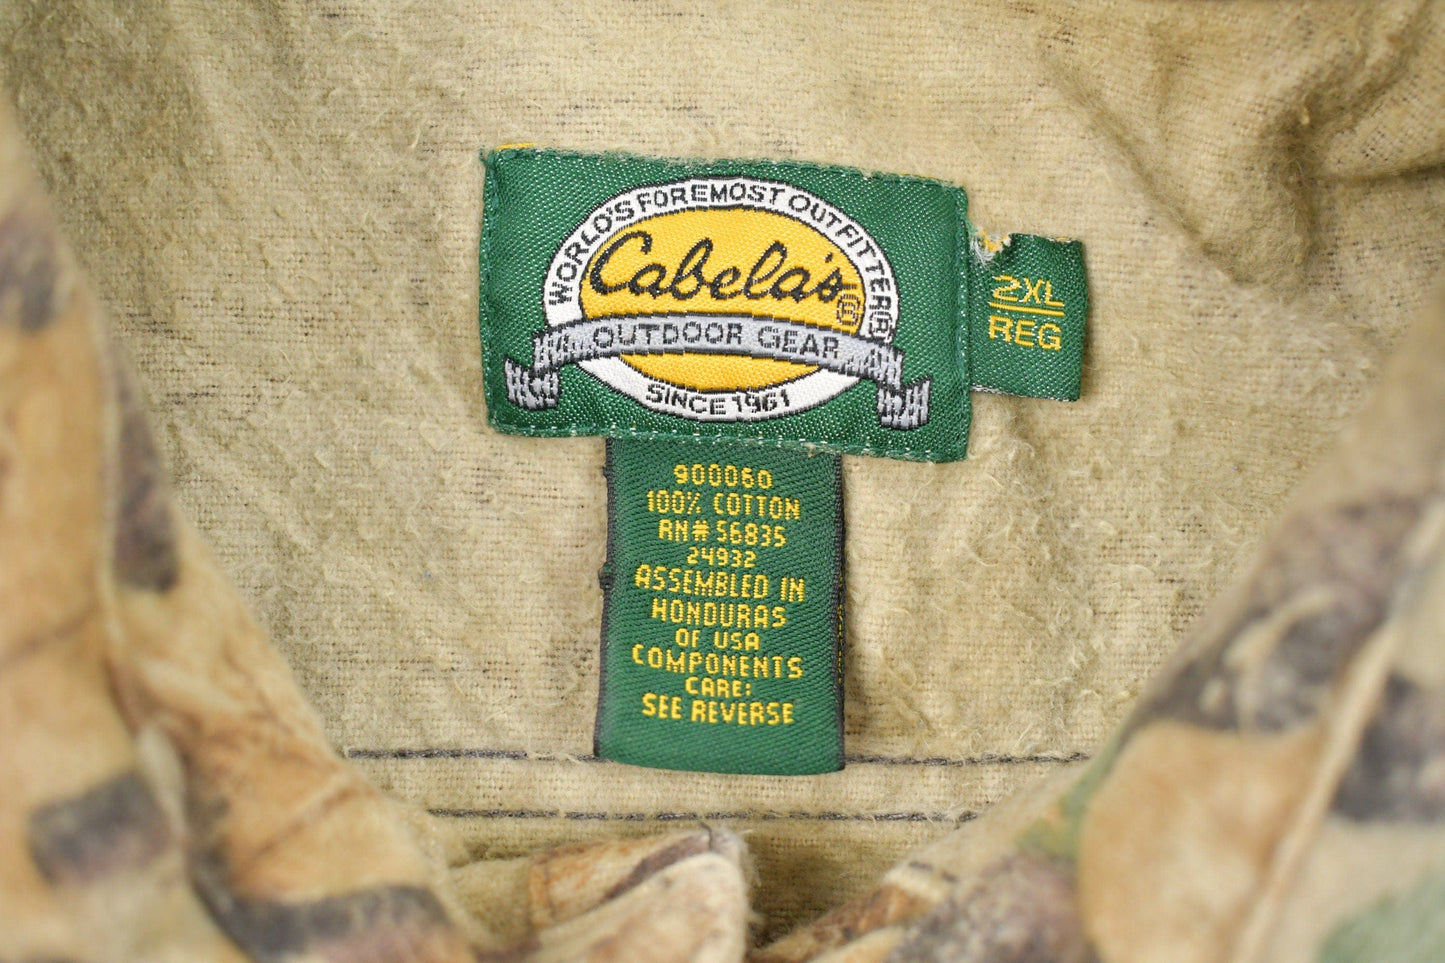 WORLD'S FOREMOST OUTFITTER®
Cabela's®
OUTDOOR GEAR
SINCE 1961
2XL
REG
900060
100% COTTON
RN# 56835
24932
ASSEMBLED IN
HONDURAS
OF USA
COMPONENTS
CARE:
SEE REVERSE